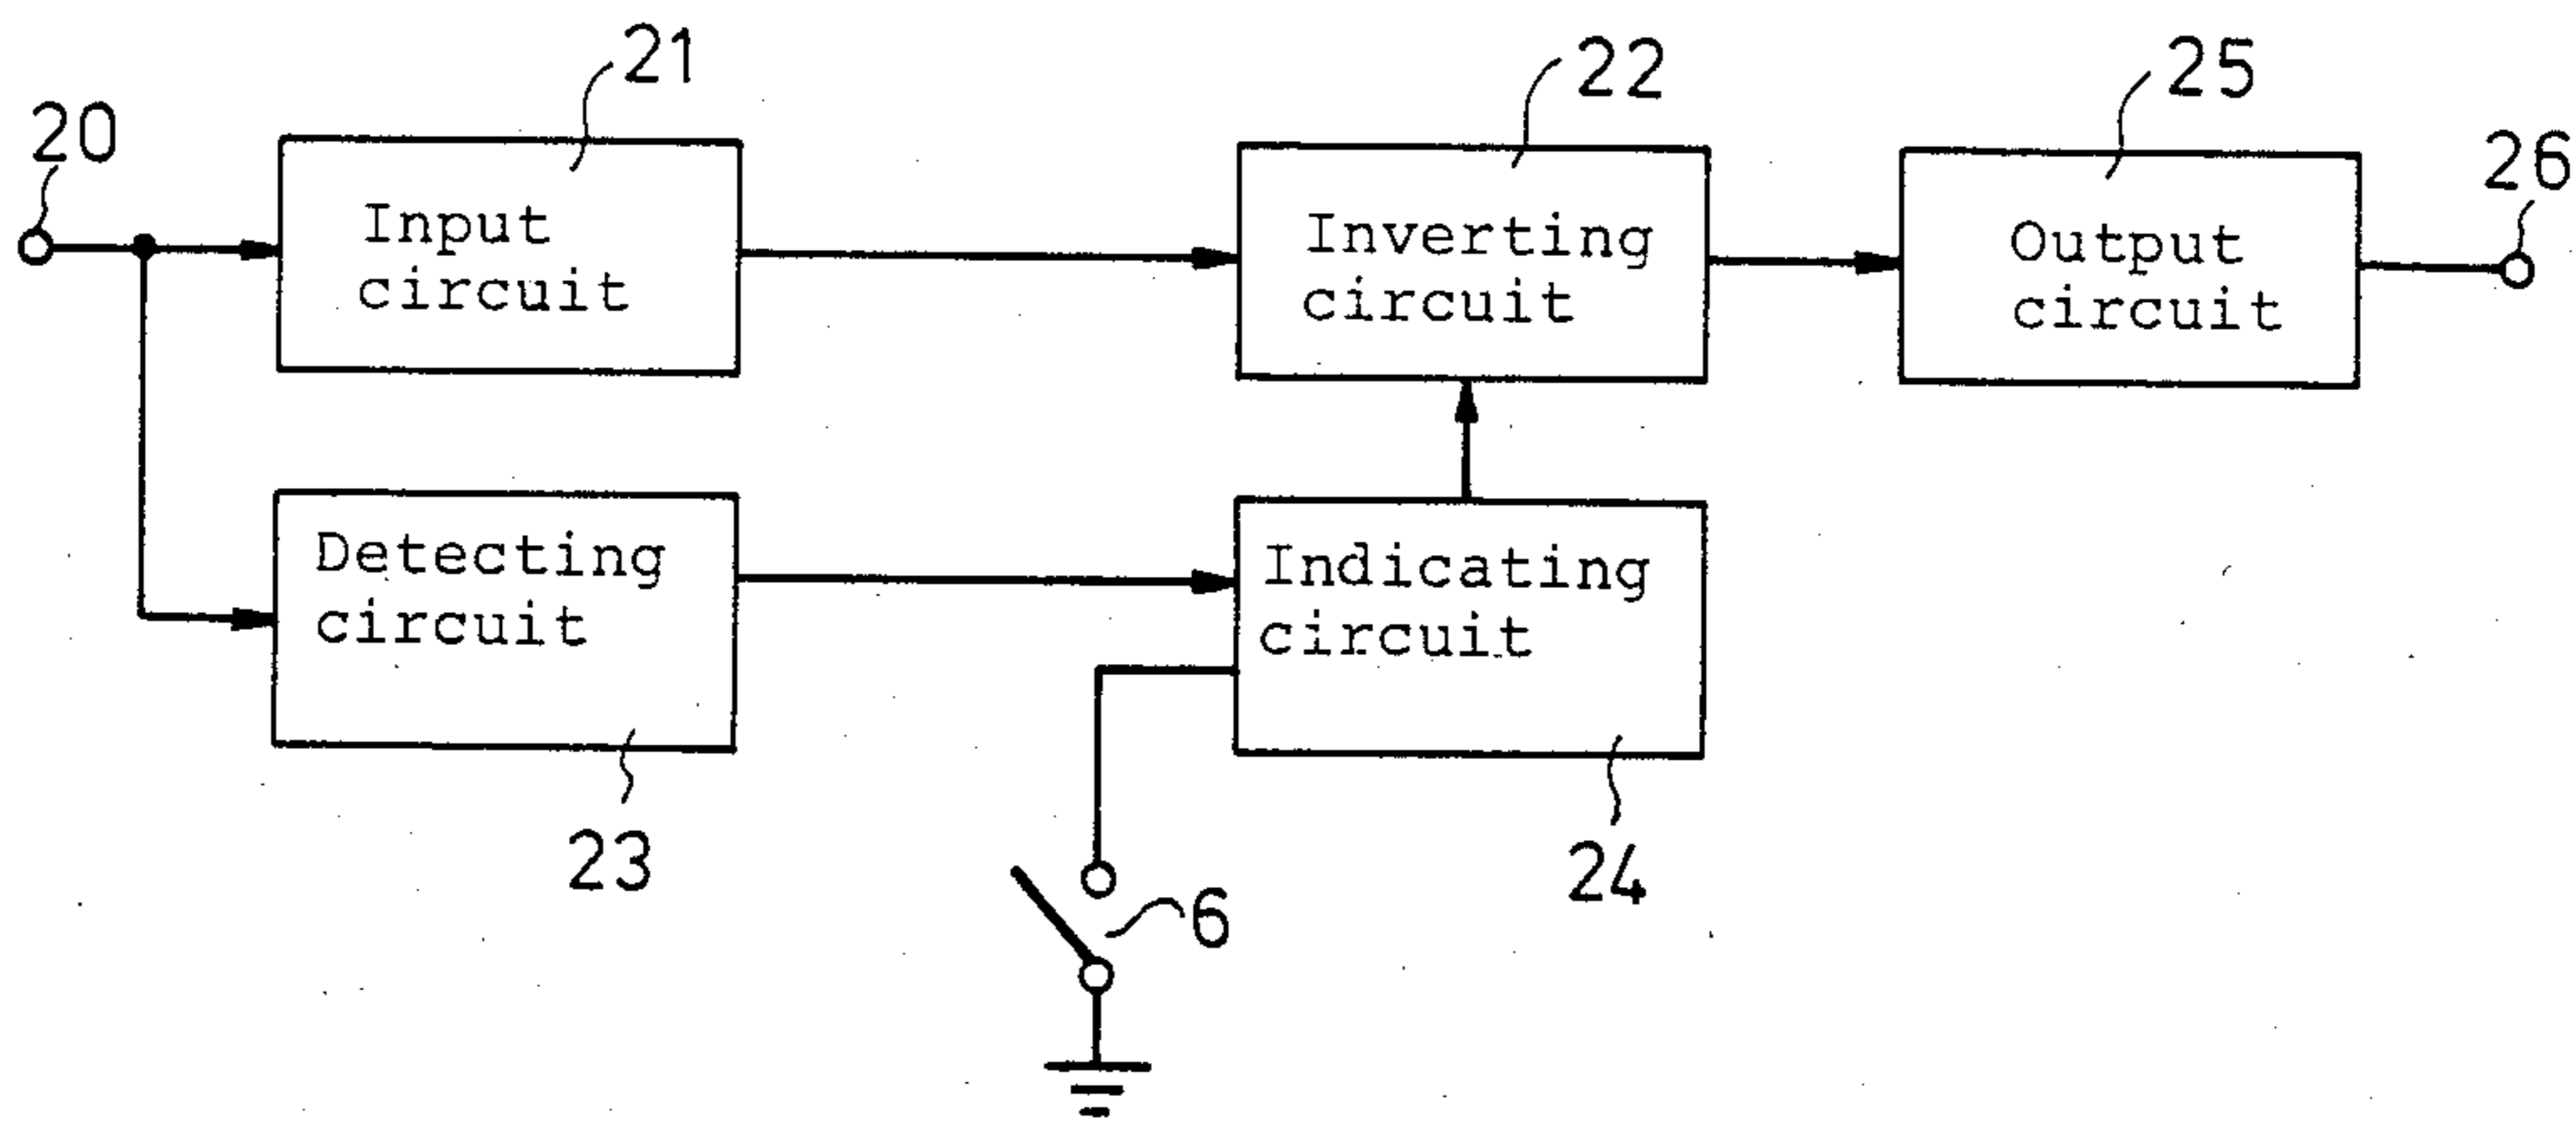 21
22
25
20
26
Input
circuit
Inverting
circuit
Output
circuit
Detecting
circuit
Indicating
circuit
23
24
6